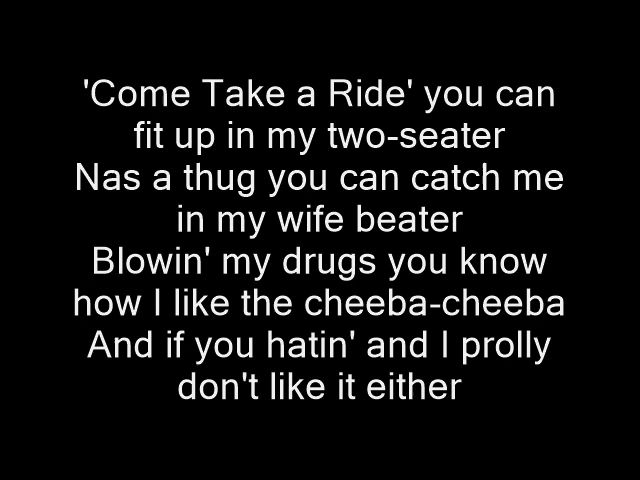 'Come Take a Ride' you can
fit up in my two-seater
Nas a thug you can catch me
in my wife beater
Blowin' my drugs you know
how I like the cheeba-cheeba
And if you hatin' and I prolly
don't like it either